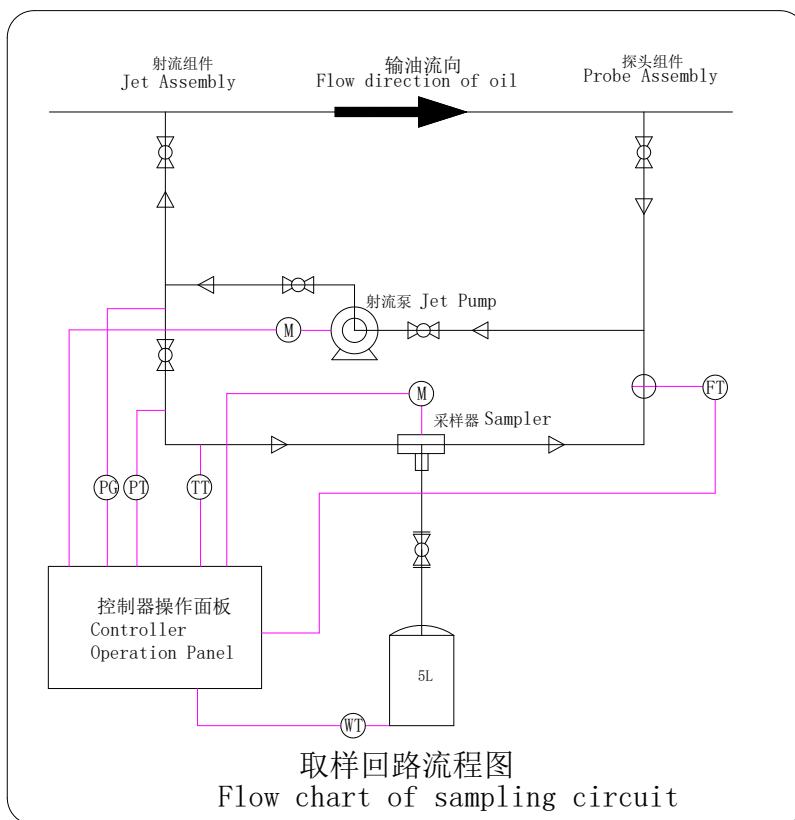 射流组件
Jet Assembly
输油流向
Flow direction of oil
探头组件
Probe Assembly
射流泵 Jet Pump
M
M
FT
采样器 Sampler
PG
PT
TT
控制器操作面板
Controller
Operation Panel
5L
WT
取样回路流程图
Flow chart of sampling circuit